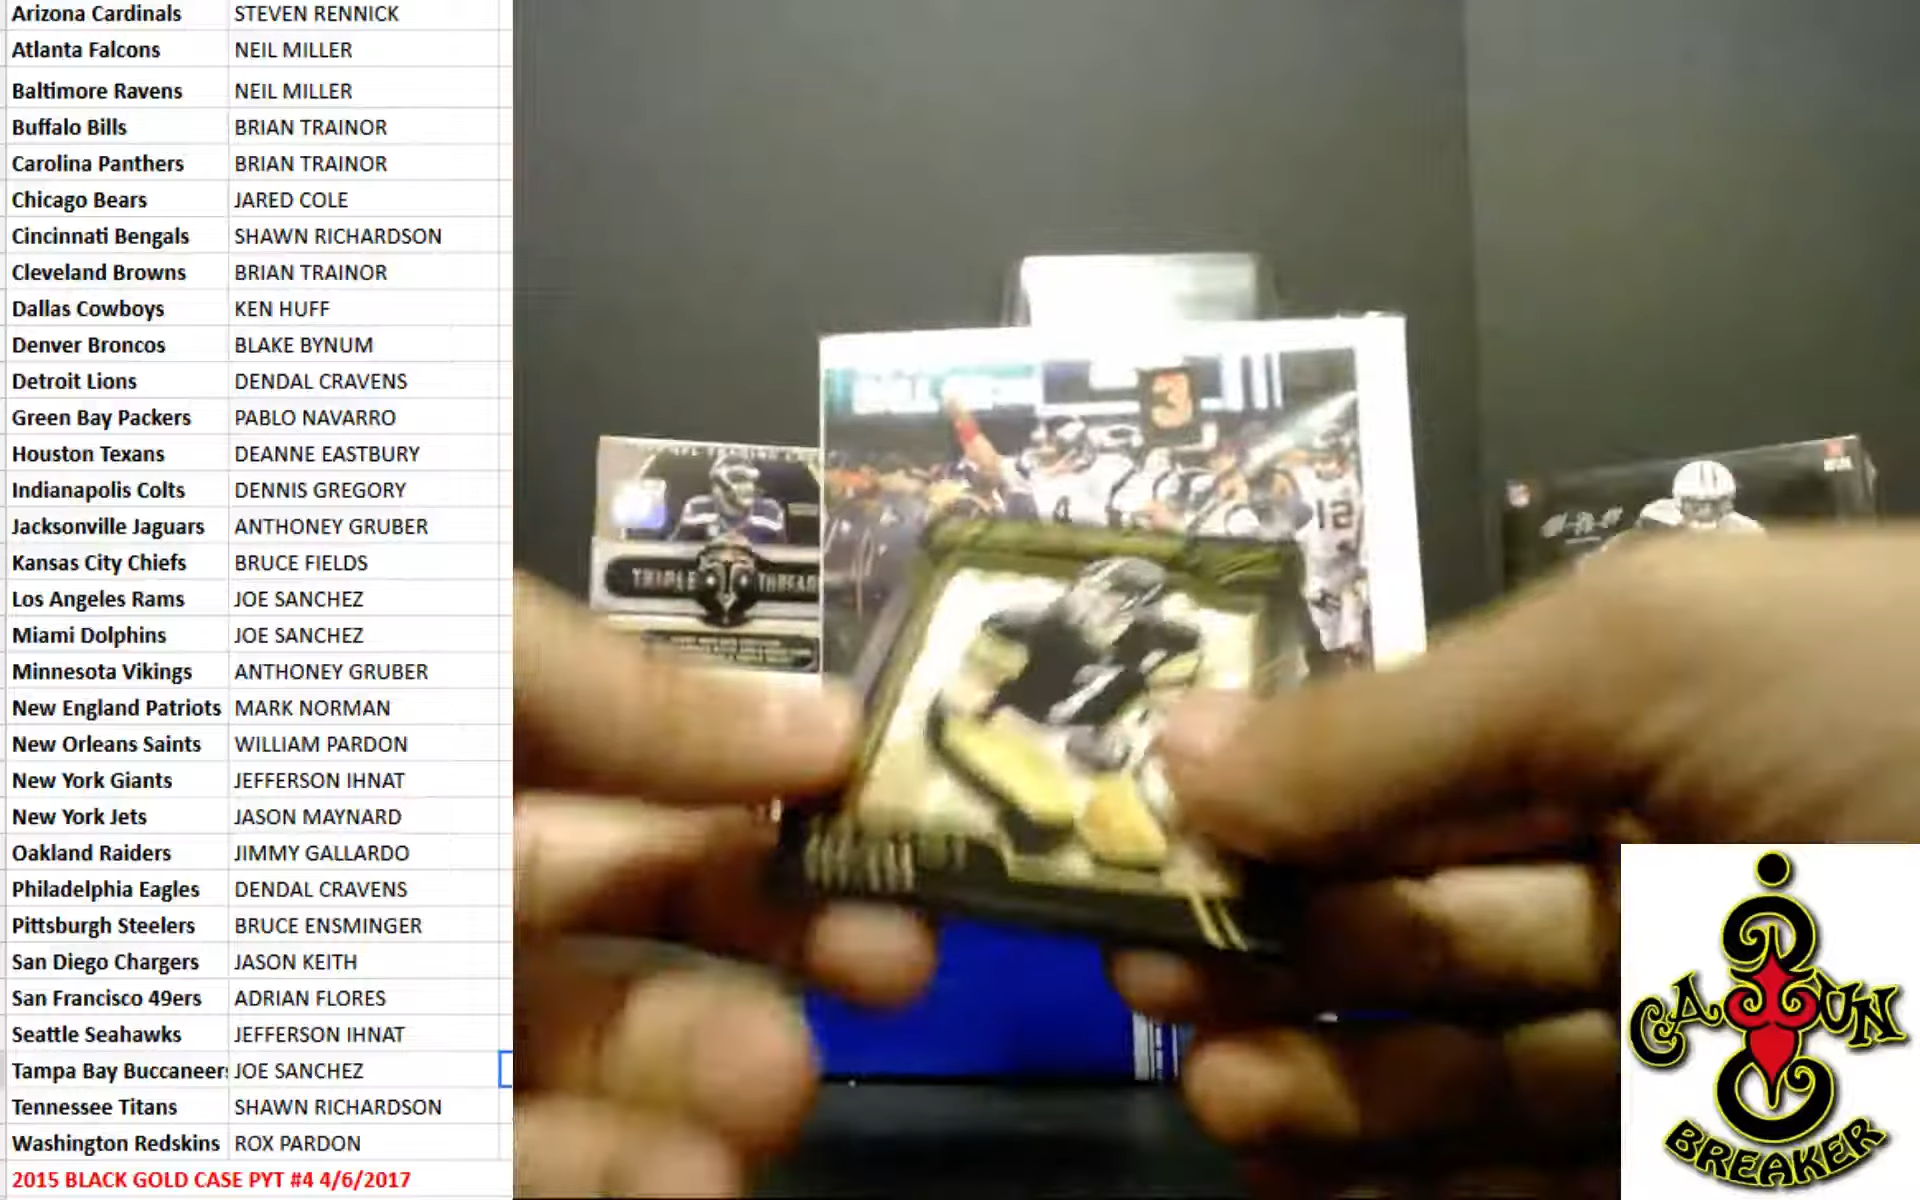 Arizona Cardinals STEVEN RENNICK
Atlanta Falcons NEIL MILLER
Baltimore Ravens NEIL MILLER
Buffalo Bills BRIAN TRAINOR
Carolina Panthers BRIAN TRAINOR
Chicago Bears JARED COLE
Cincinnati Bengals SHAWN RICHARDSON
Cleveland Browns BRIAN TRAINOR
Dallas Cowboys KEN HUFF
Denver Broncos BLAKE BYNUM
Detroit Lions DENDAL CRAVENS
Green Bay Packers PABLO NAVARRO
Houston Texans DEANNE EASTBURY
Indianapolis Colts DENNIS GREGORY
Jacksonville Jaguars ANTHONEY GRUBER
Kansas City Chiefs BRUCE FIELDS
Los Angeles Rams JOE SANCHEZ
Miami Dolphins JOE SANCHEZ
Minnesota Vikings ANTHONEY GRUBER
New England Patriots MARK NORMAN
New Orleans Saints WILLIAM PARDON
New York Giants JEFFERSON IHNAT
New York Jets JASON MAYNARD
Oakland Raiders JIMMY GALLARDO
Philadelphia Eagles DENDAL CRAVENS
Pittsburgh Steelers BRUCE ENSMINGER
San Diego Chargers JASON KEITH
San Francisco 49ers ADRIAN FLORES
Seattle Seahawks JEFFERSON IHNAT
Tampa Bay Buccaneer JOE SANCHEZ
Tennessee Titans SHAWN RICHARDSON
Washington Redskins ROX PARDON
2015 BLACK GOLD CASE PYT #4 4/6/2017
3
4
12
TRIPLE THREADS
7
CAJUN
BREAKER